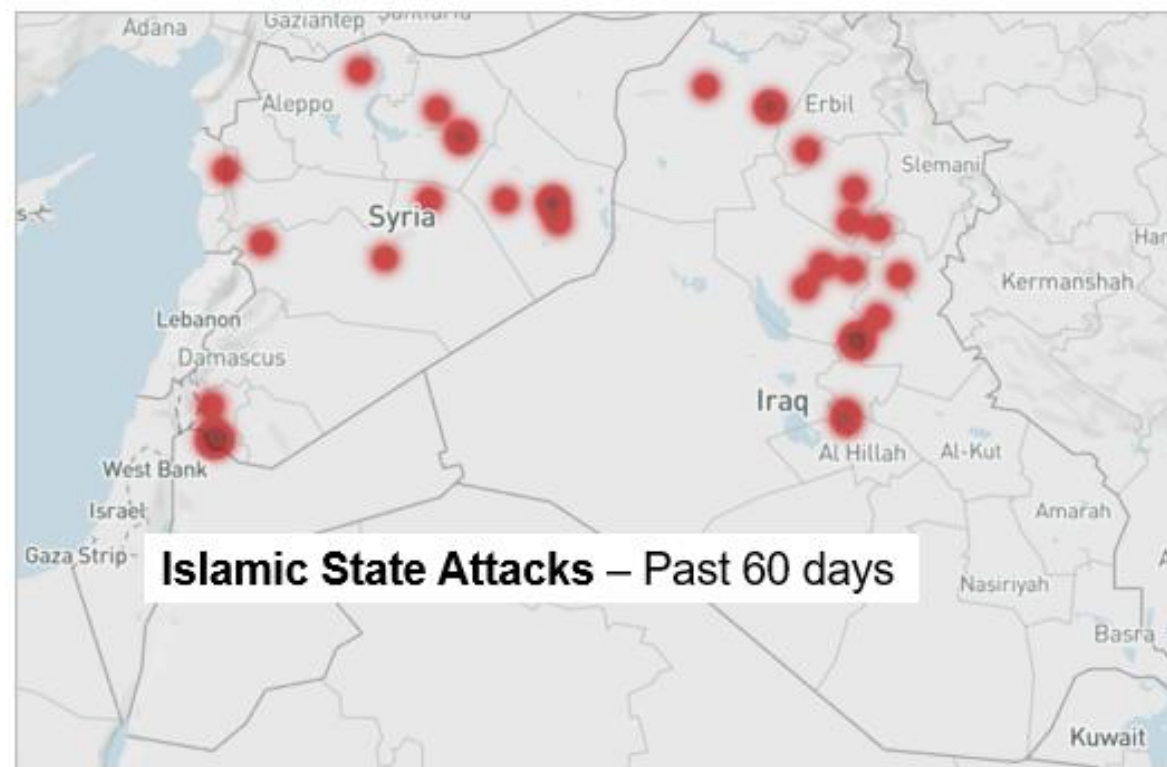 Gaziantep
Şanlıurfa
Adana
Aleppo
Erbil
Slemani
Syria
Kermanshah
Lebanon
Damascus
Iraq
Al Hillah
Al-Kut
West Bank
Israel
Amarah
Gaza Strip
Islamic State Attacks – Past 60 days
Nasiriyah
Basra
Kuwait